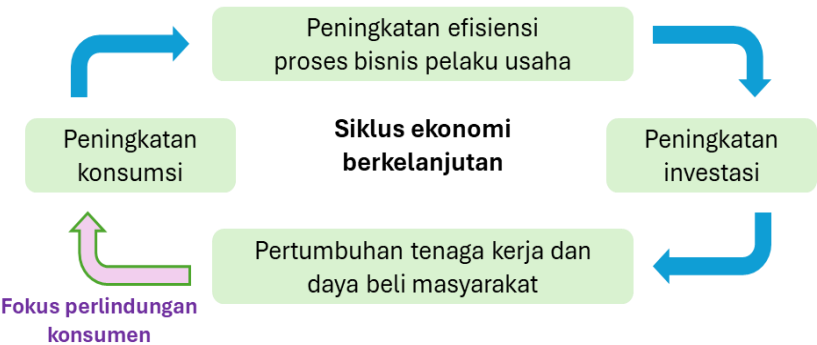 Peningkatan efisiensi
proses bisnis pelaku usaha
Peningkatan
konsumsi
Siklus ekonomi
berkelanjutan
Peningkatan
investasi
Pertumbuhan tenaga kerja dan
daya beli masyarakat
Fokus perlindungan
konsumen